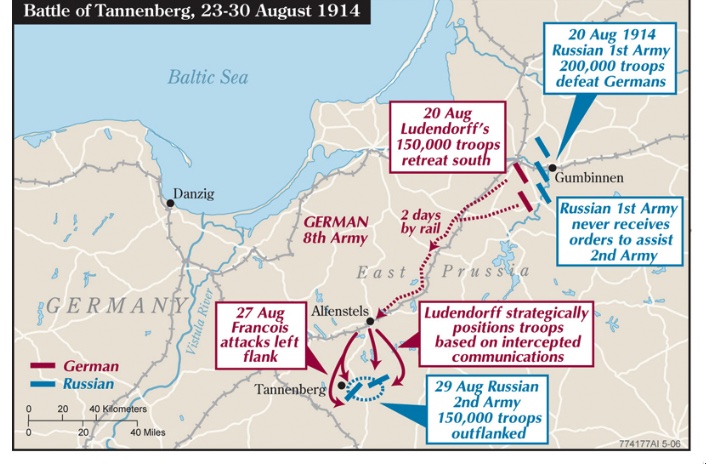 Battle of Tannenberg, 23-30 August 1914
20 Aug 1914
Russian 1st Army
200,000 troops
defeat Germans
Baltic Sea
20 Aug
Ludendorff's
150,000 troops
retreat south
Gumbinnen
Danzig
Russian 1st Army
never receives
orders to assist
2nd Army
GERMAN
8th Army
2 days
by rail
East Prussia
GERMANY
Vistula River
27 Aug
Francois
attacks left
flank
Alfenstels
Ludendorff strategically
positions troops
based on intercepted
communications
German
Russian
Tannenberg
29 Aug Russian
2nd Army
150,000 troops
outflanked
0 20 40 Kilometers
0 20 40 Miles
774177AI 5-06